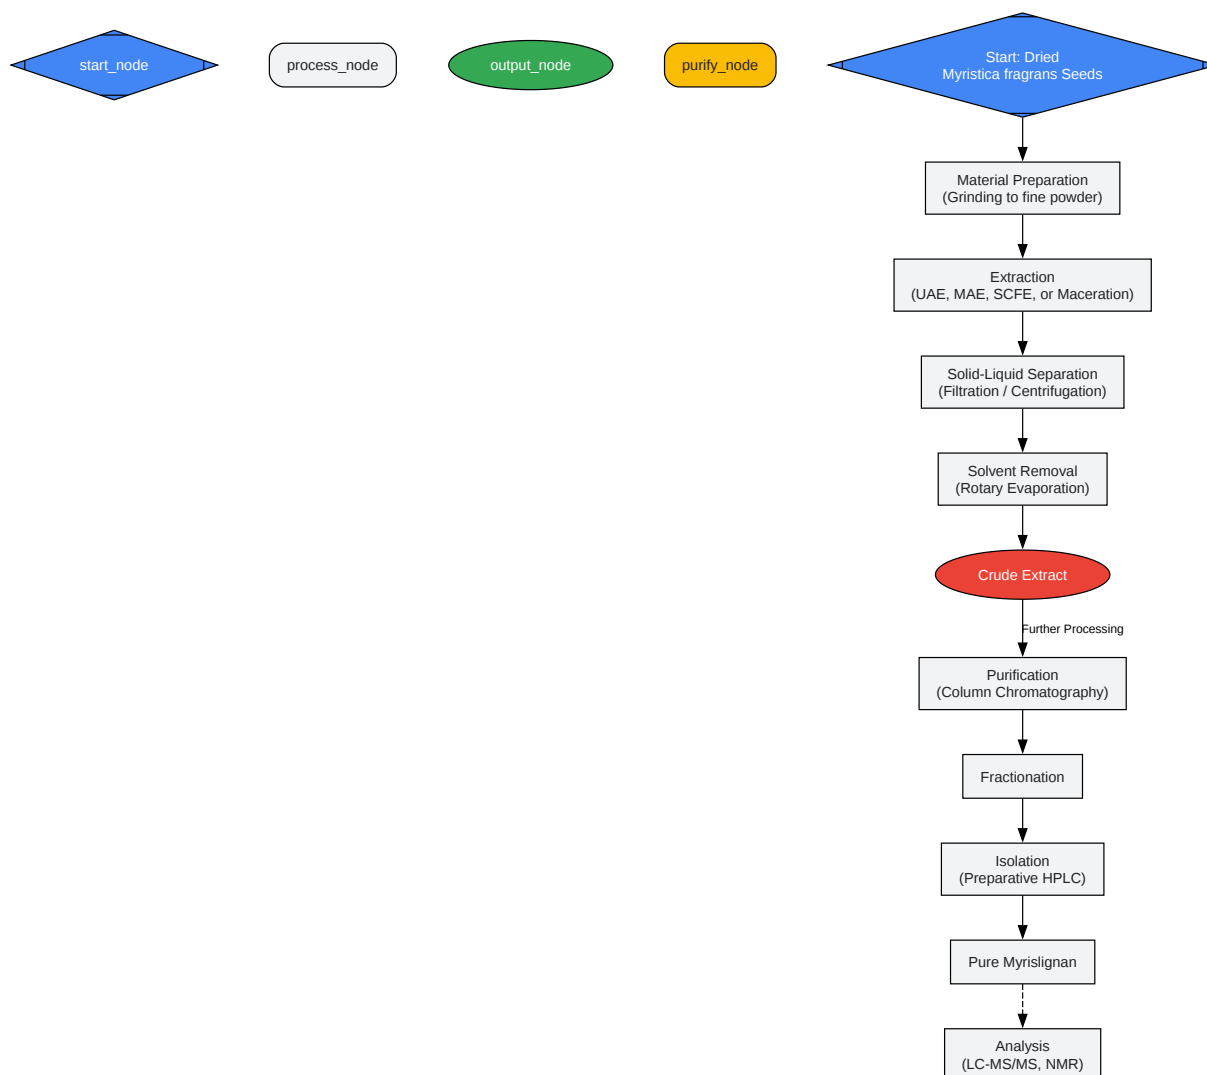 start_node
process_node
output_node
purify_node
Start: Dried
Myristica fragrans Seeds
Material Preparation
(Grinding to fine powder)
Extraction
(UAE, MAE, SCFE, or Maceration)
Solid-Liquid Separation
(Filtration / Centrifugation)
Solvent Removal
(Rotary Evaporation)
Crude Extract
Further Processing
Purification
(Column Chromatography)
Fractionation
Isolation
(Preparative HPLC)
Pure Myrislignan
Analysis
(LC-MS/MS, NMR)